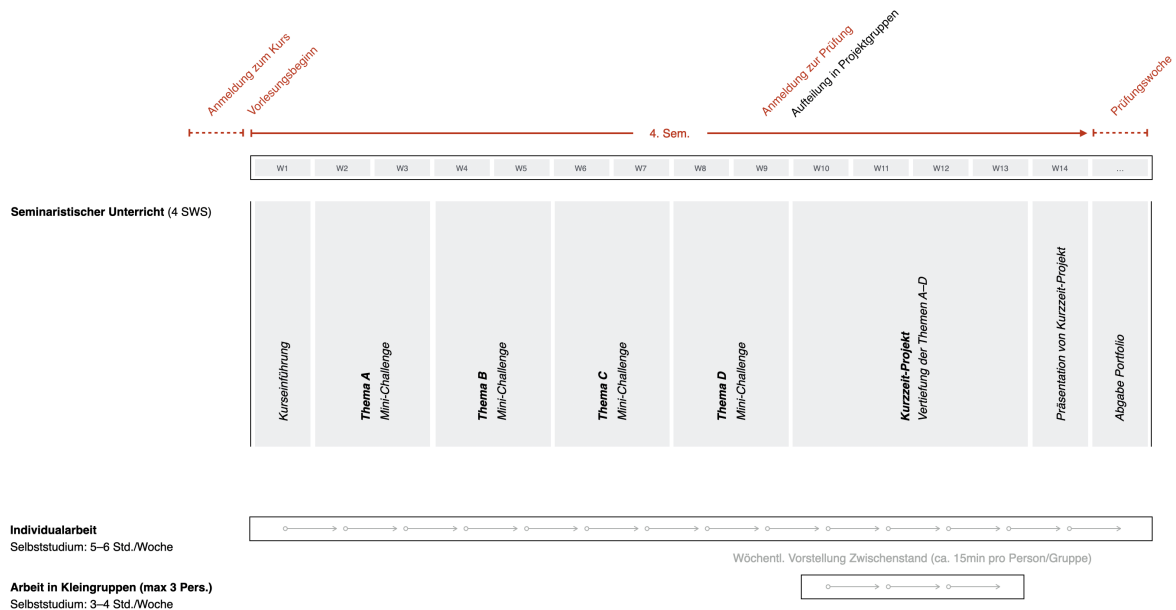 Anmeldung zum Kurs
Vorlesungsbeginn
Anmeldung zur Prüfung
Aufteilung in Projektgruppen
Prüfungswoche
4. Sem.
W1 W2 W3 W4 W5 W6 W7 W8 W9 W10 W11 W12 W13 W14 ...
Seminaristischer Unterricht (4 SWS)
Kurseinführung
Thema A
Mini-Challenge
Thema B
Mini-Challenge
Thema C
Mini-Challenge
Thema D
Mini-Challenge
Kurzzeit-Projekt
Vertiefung der Themen A–D
Präsentation von Kurzzeit-Projekt
Abgabe Portfolio
Individualarbeit
Selbststudium: 5–6 Std./Woche
Wöchentl. Vorstellung Zwischenstand (ca. 15min pro Person/Gruppe)
Arbeit in Kleingruppen (max 3 Pers.)
Selbststudium: 3–4 Std./Woche